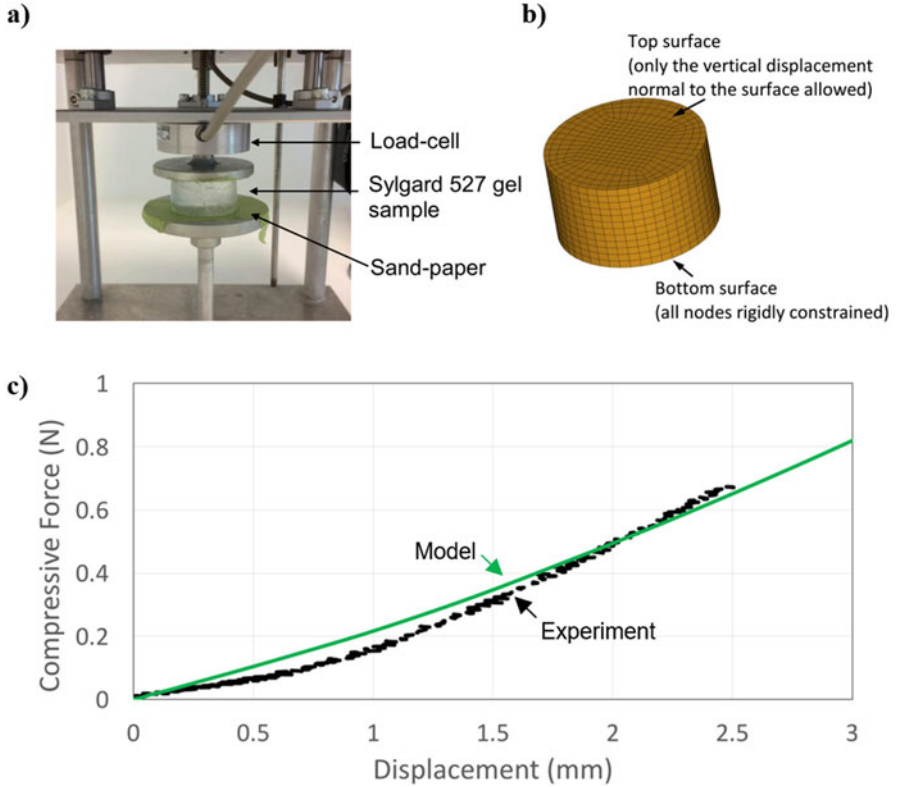 a)
Load-cell
Sylgard 527 gel
sample
Sand-paper
b)
Top surface
(only the vertical displacement
normal to the surface allowed)
Bottom surface
(all nodes rigidly constrained)
c)
Compressive Force (N)
1
0.8
0.6
0.4
0.2
0
Model
Experiment
0 0.5 1 1.5 2 2.5 3
Displacement (mm)